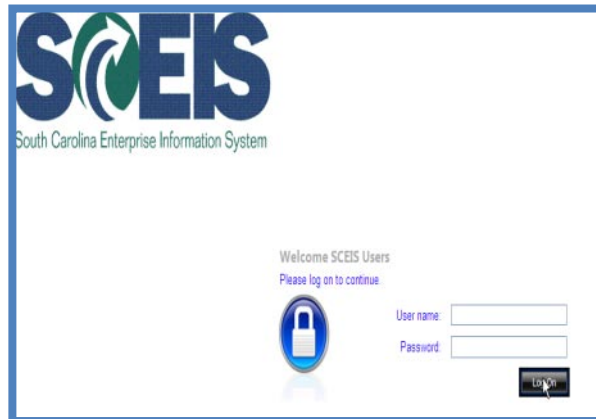 SCEIS
South Carolina Enterprise Information System
Welcome SCEIS Users
Please log on to continue.
User name:
Password:
Log On